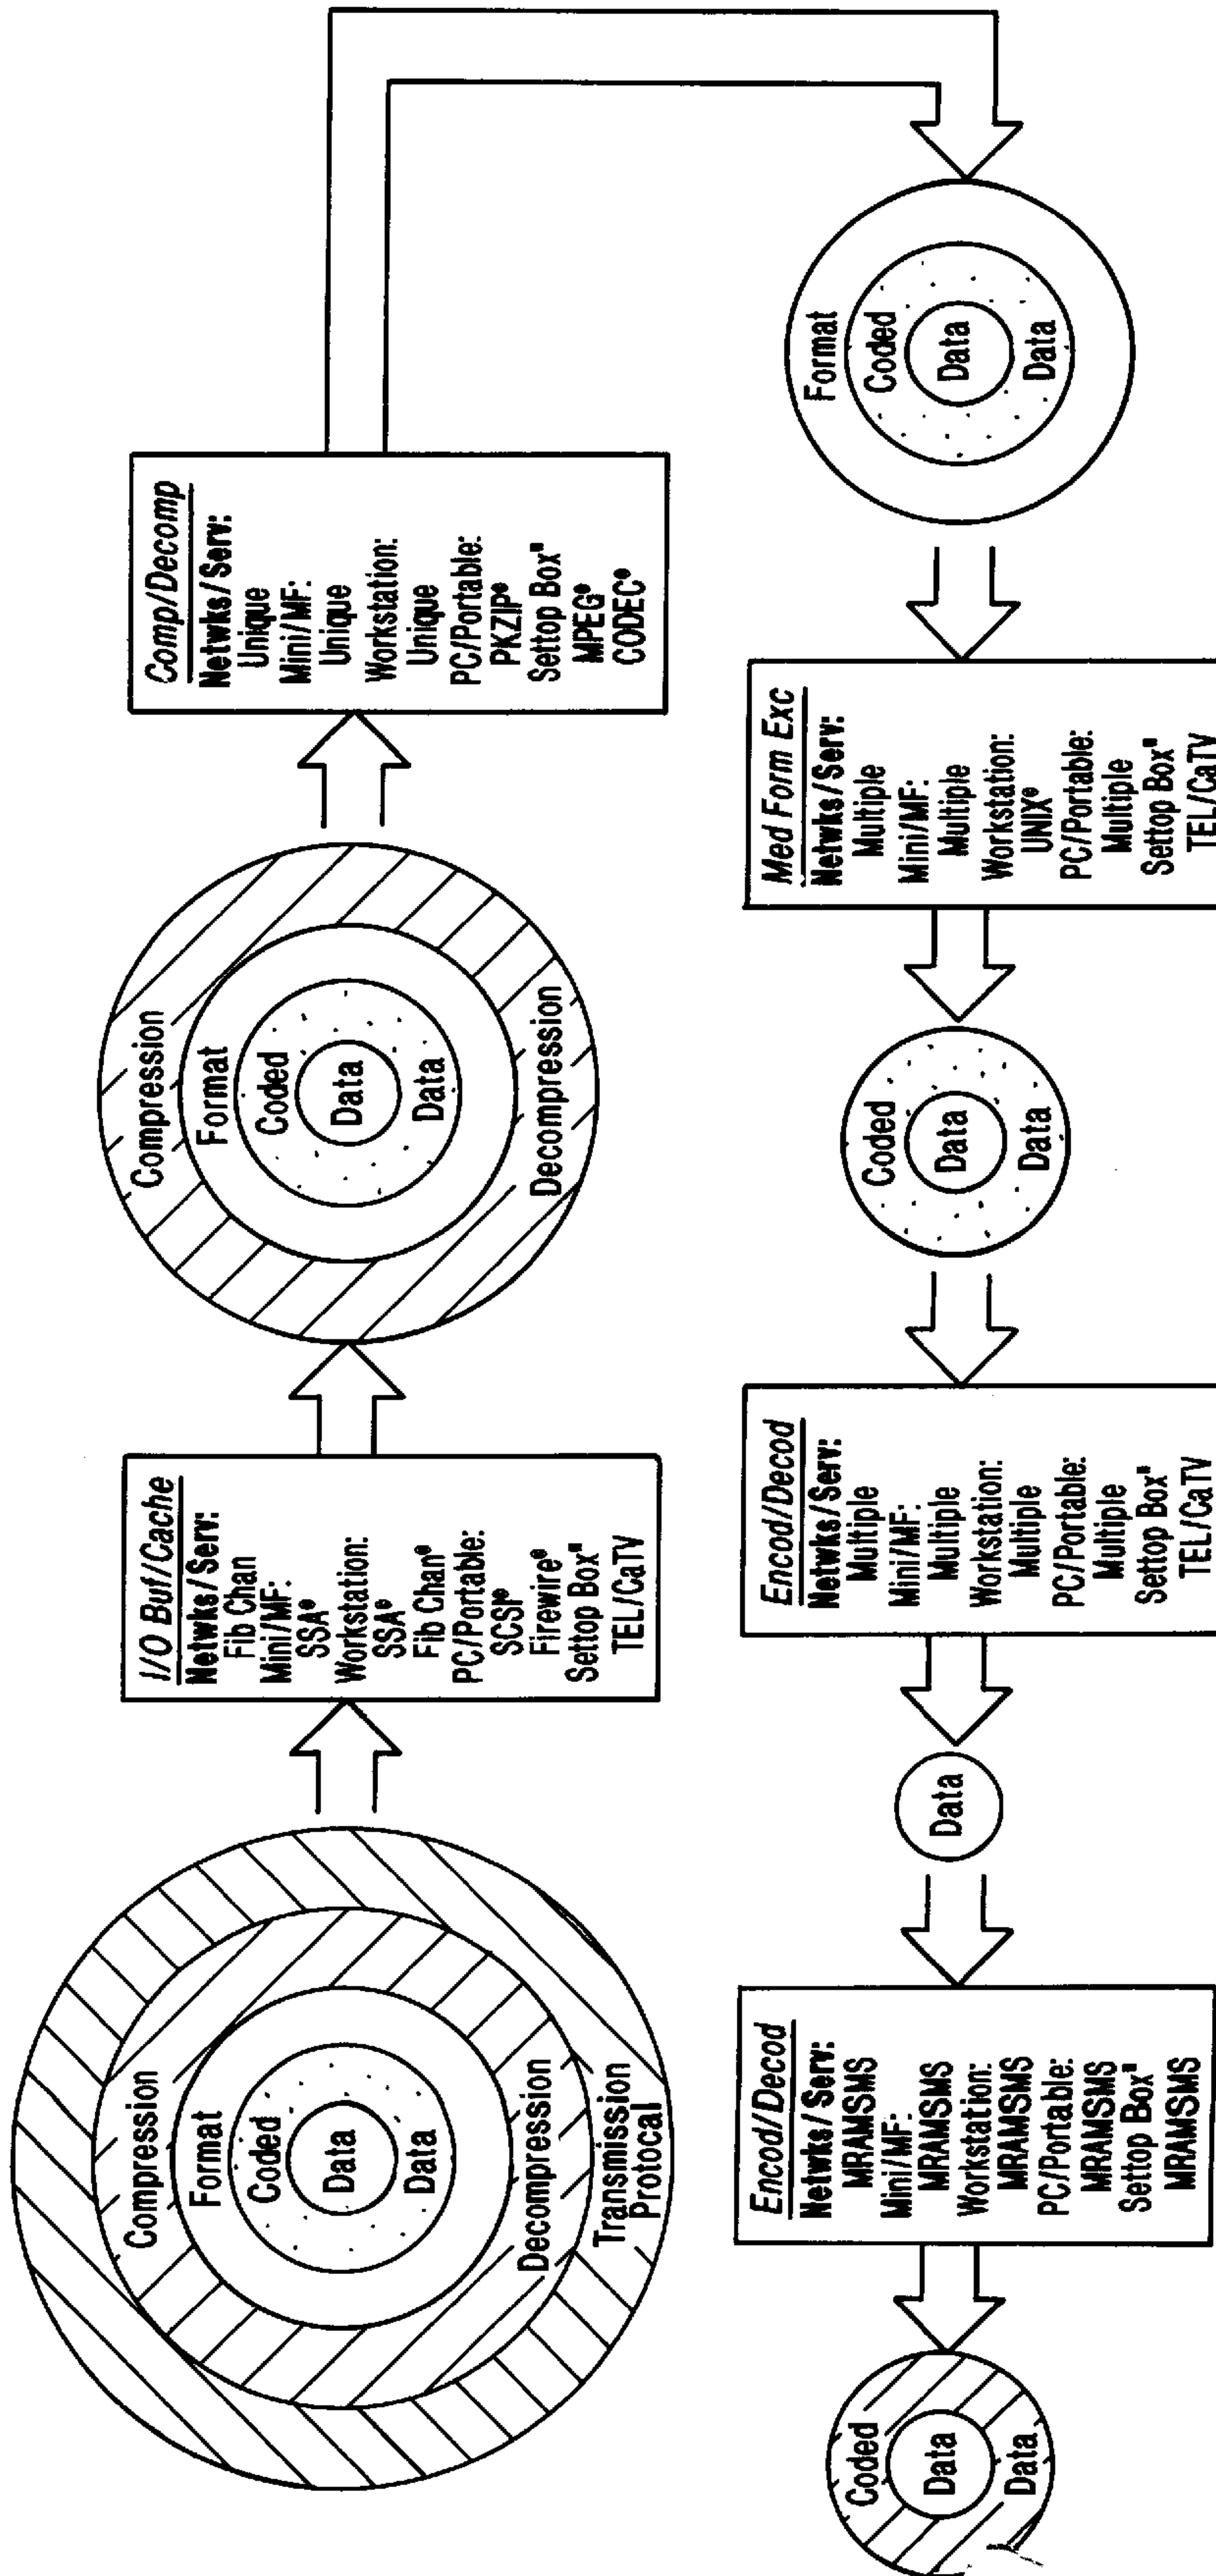 Compression
Format
Coded
Data
Data
Decompression
Transmission
Protocal
I/O Buf/Cache
Netwks/Serv:
Fib Chan
Mini/MF:
SSA®
Workstation:
SSA®
Fib Chan®
PC/Portable:
SCSI®
Firewire®
Settop Box"
TEL/CaTV
Compression
Format
Coded
Data
Data
Decompression
Comp/Decomp
Netwks/Serv:
Unique
Mini/MF:
Unique
Workstation:
Unique
PC/Portable:
PKZIP®
Settop Box"
MPEG®
CODEC®
Format
Coded
Data
Data
Med Form Exc
Netwks/Serv:
Multiple
Mini/MF:
Multiple
Workstation:
UNIX®
PC/Portable:
Multiple
Settop Box"
TEL/CaTV
Coded
Data
Data
Encod/Decod
Netwks/Serv:
Multiple
Mini/MF:
Multiple
Workstation:
Multiple
PC/Portable:
Multiple
Settop Box"
TEL/CaTV
Data
Encod/Decod
Netwks/Serv:
MRAMSMS
Mini/MF:
MRAMSMS
Workstation:
MRAMSMS
PC/Portable:
MRAMSMS
Settop Box"
MRAMSMS
Coded
Data
Data